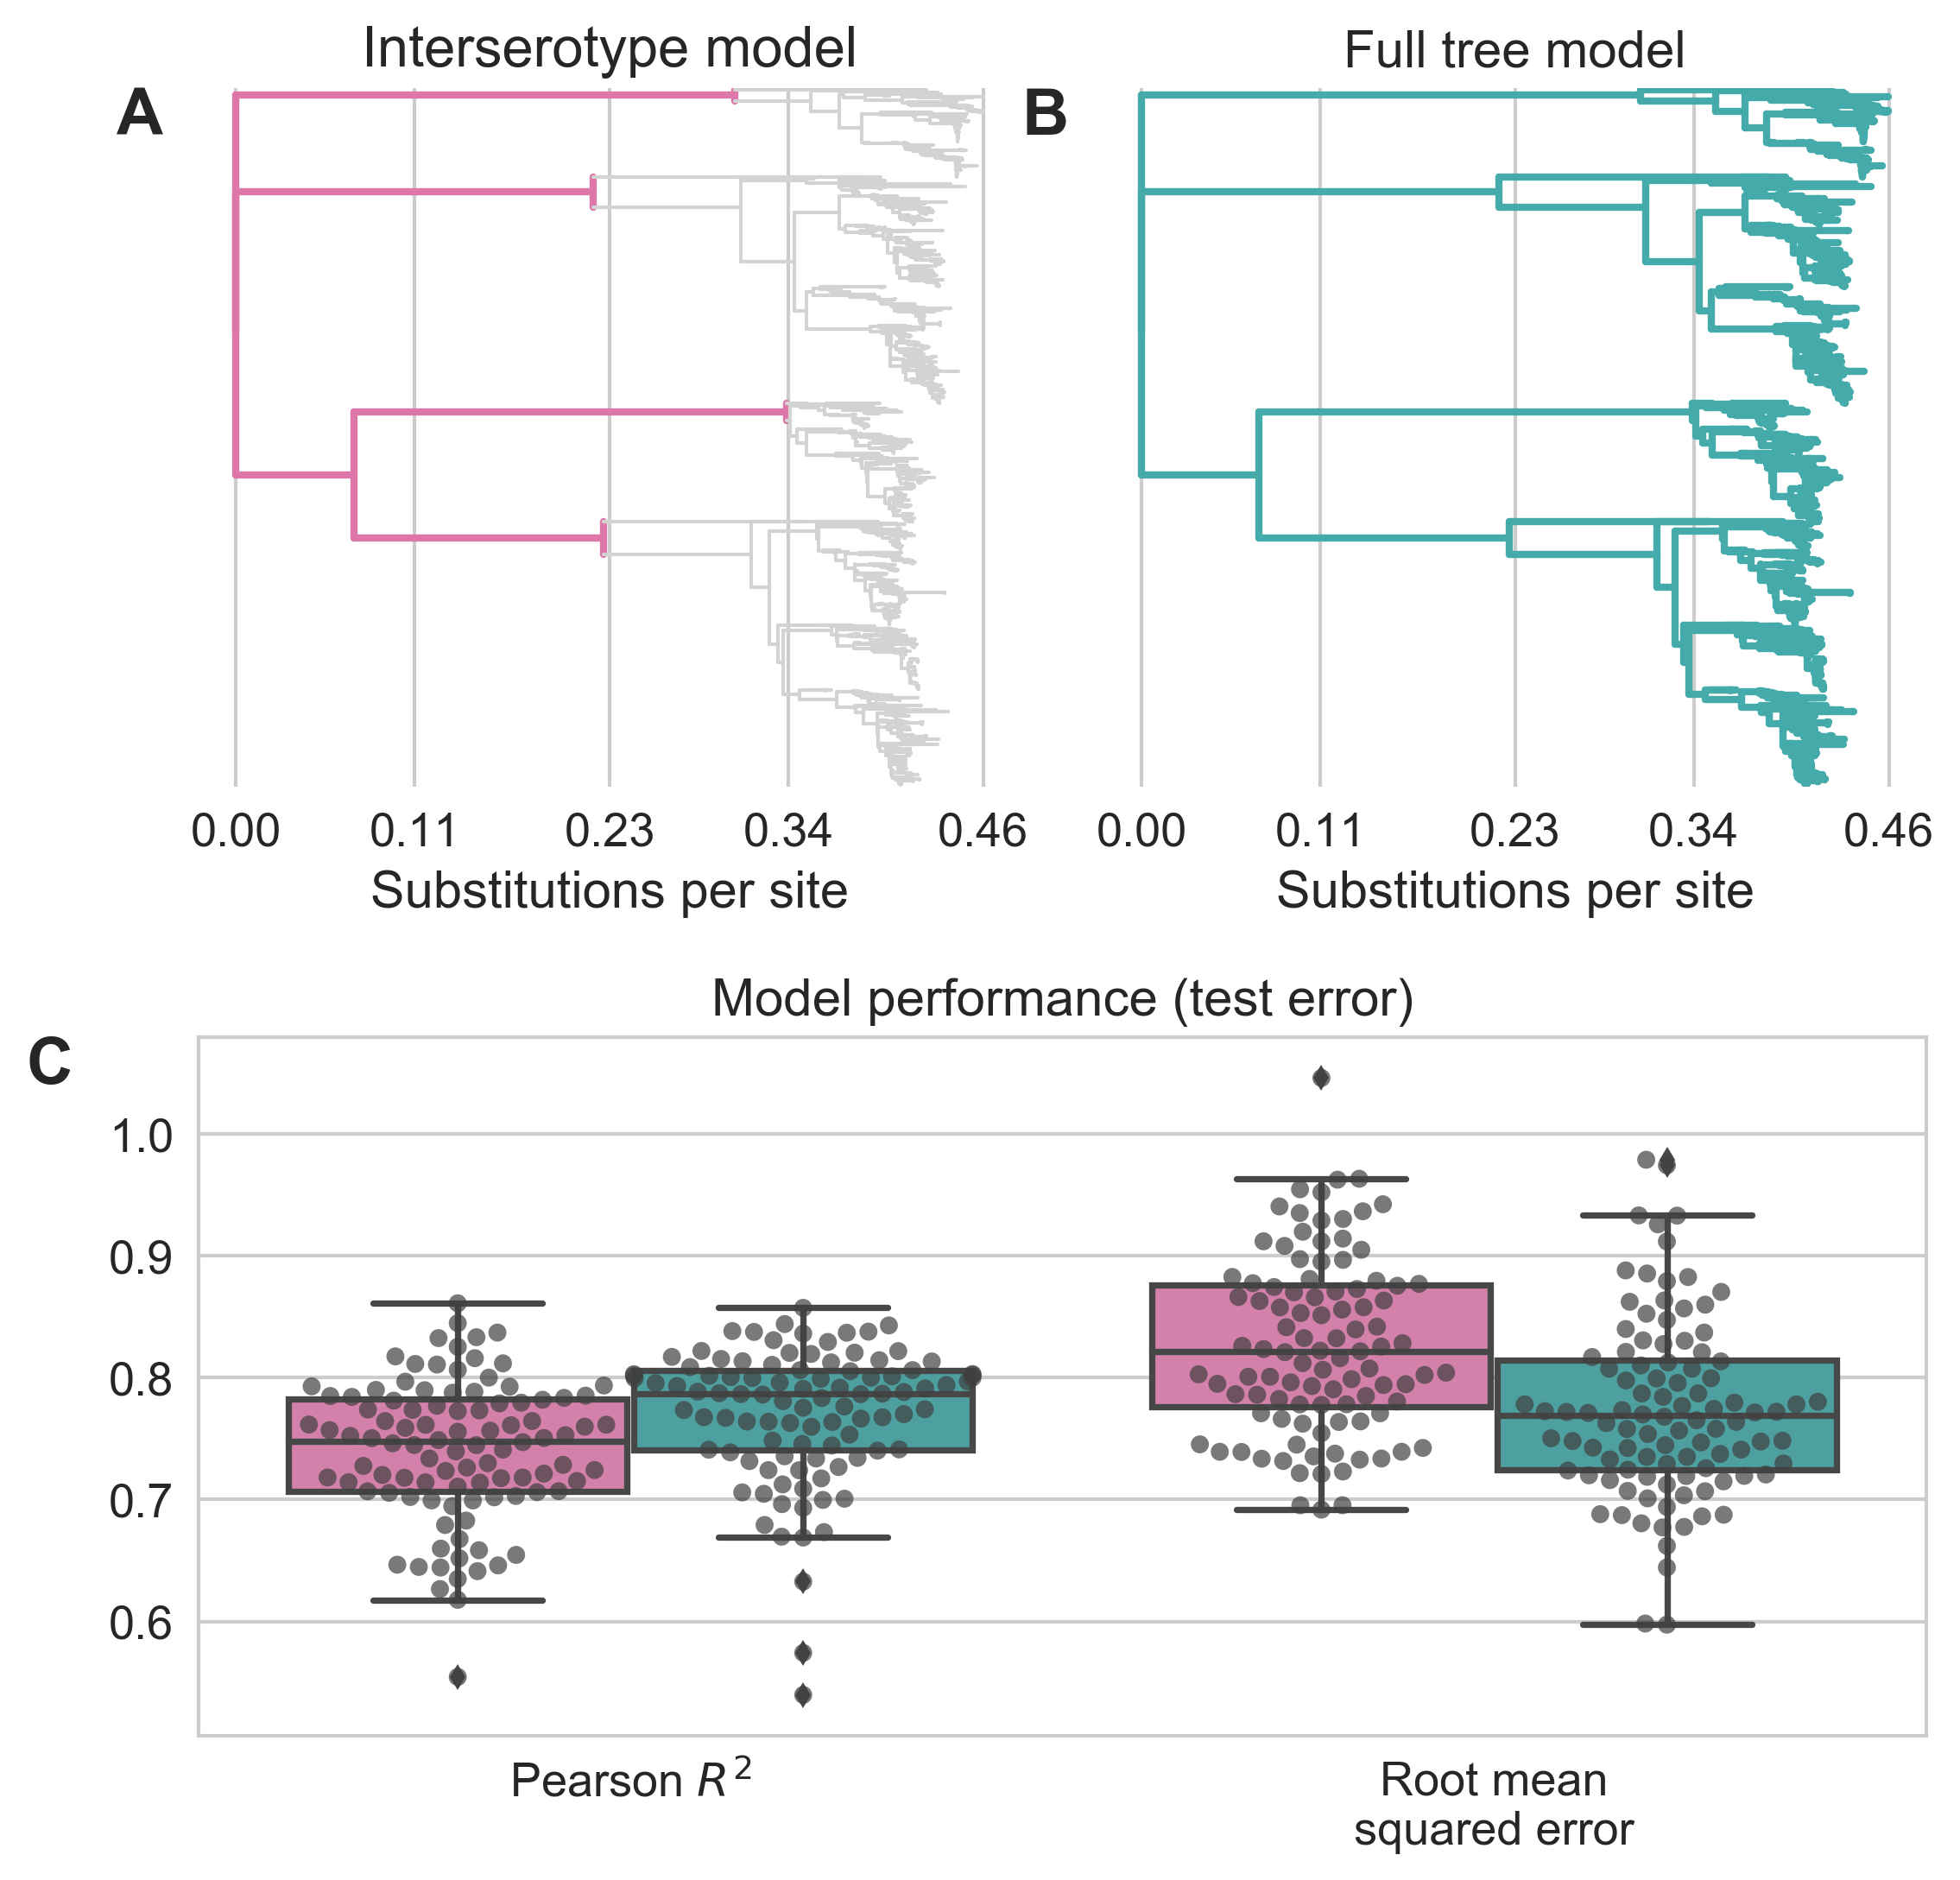 Interserotype model
Full tree model
A
B
0.00 0.11 0.23 0.34 0.46
0.00 0.11 0.23 0.34 0.46
Substitutions per site
Substitutions per site
Model performance (test error)
C
1.0
0.9
0.8
0.7
0.6
Pearson R²
Root mean
squared error